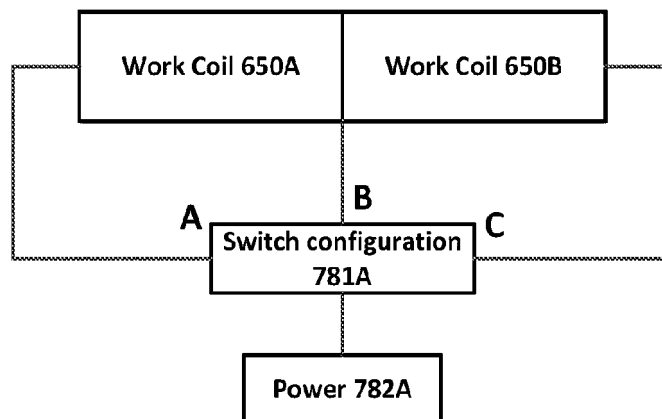 Work Coil 650A
Work Coil 650B
A
B
C
Switch configuration
781A
Power 782A